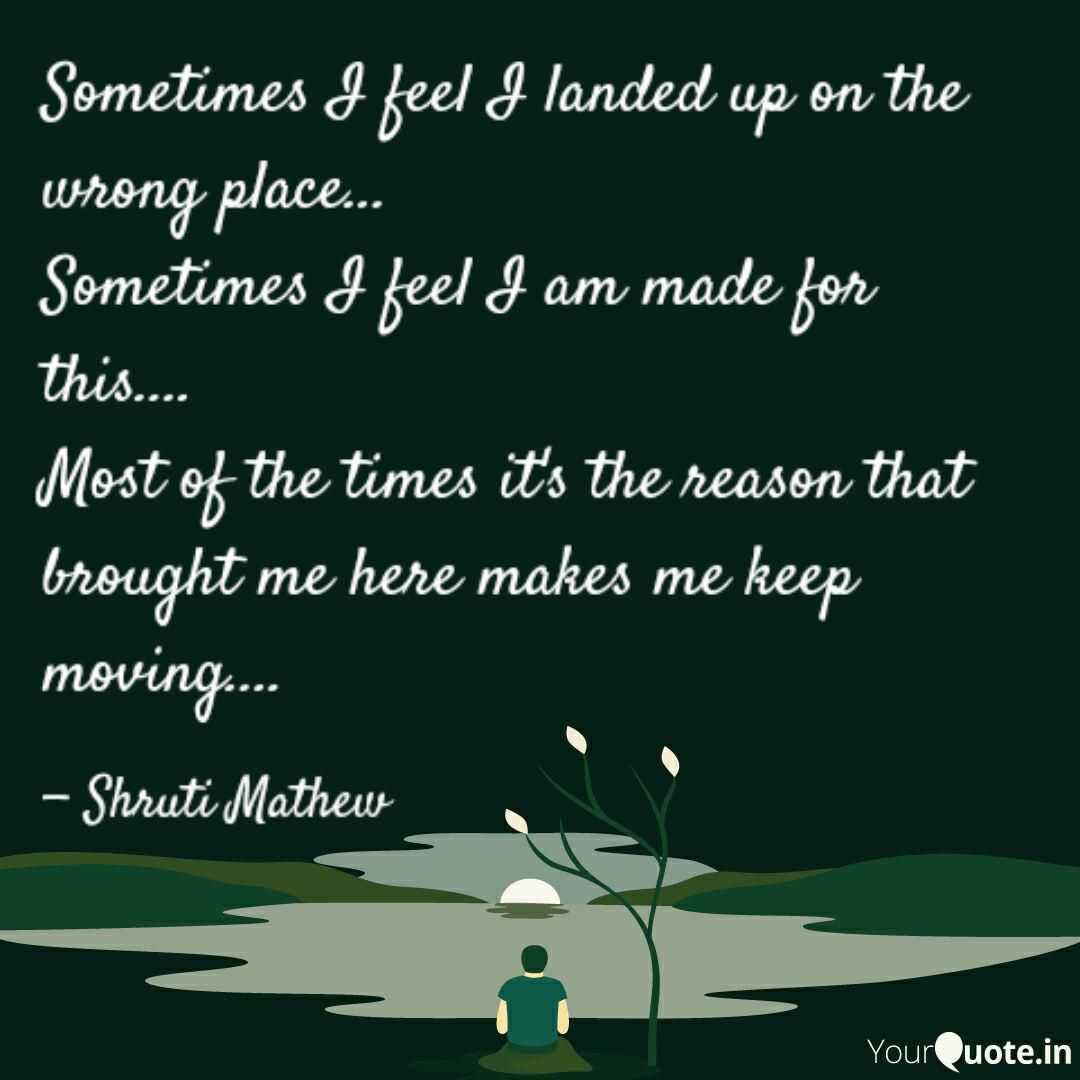 Sometimes I feel I landed up on the
wrong place...
Sometimes I feel I am made for
this....
Most of the times it's the reason that
brought me here makes me keep
moving....
– Shruti Mathew
YourQuote.in